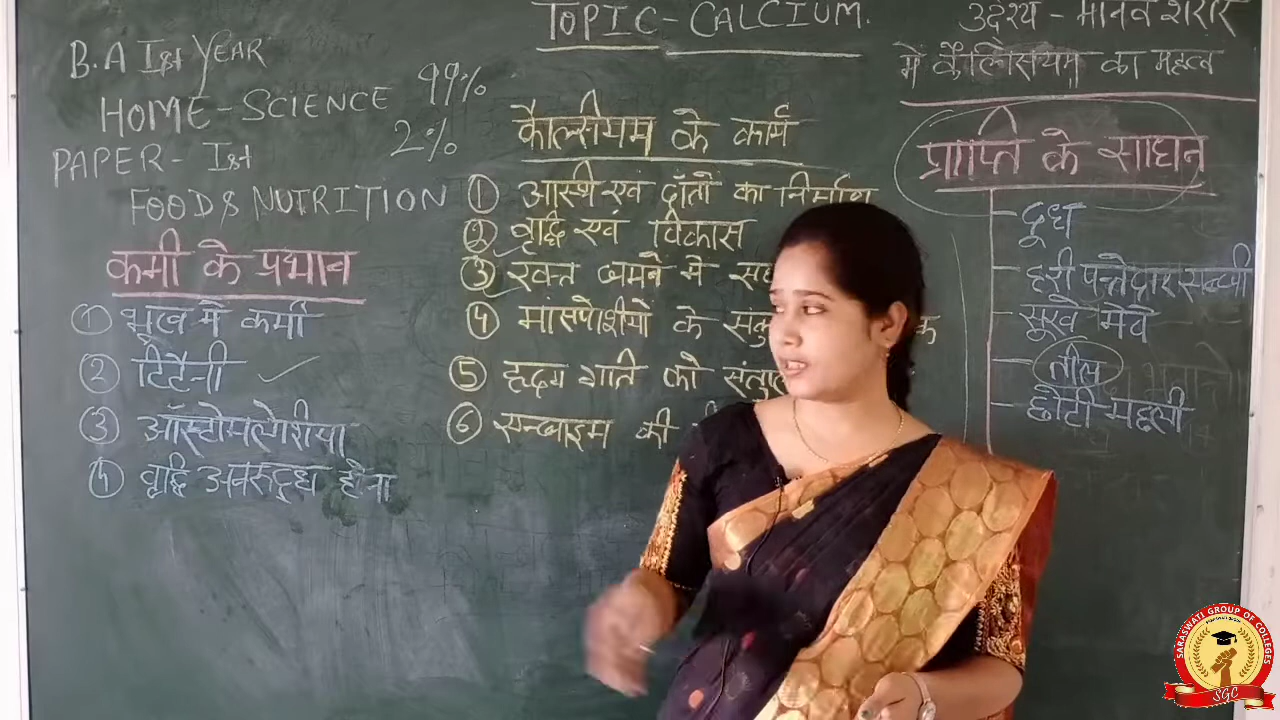 TOPIC - CALCIUM.
B.A Ist YEAR
HOME - SCIENCE
PAPER - Ist
FOOD & NUTRITION
99%
2%
उद्देश्य - मानव शरीर
में कैल्सियम का महत्व
कमी के प्रभाव
① भूख में कमी
② टिटैनी ✓
③ ऑस्टोमलेशीया
④ वृद्धि अवरूद्ध होना
कैल्सीयम के कार्य
① अस्थि एवं दाँतों का निर्माण
② वृद्धि एवं विकास
③ रक्त जमने में
④ मांसपेशीयों के
⑤ हृदय गति को
⑥ एन्जाइम की
प्राप्ति के साधन
दूध
हरी पत्तेदार सब्जी
सूखे मेवे
छोटी मछली
SARASWATI GROUP OF COLLEGES
SGC